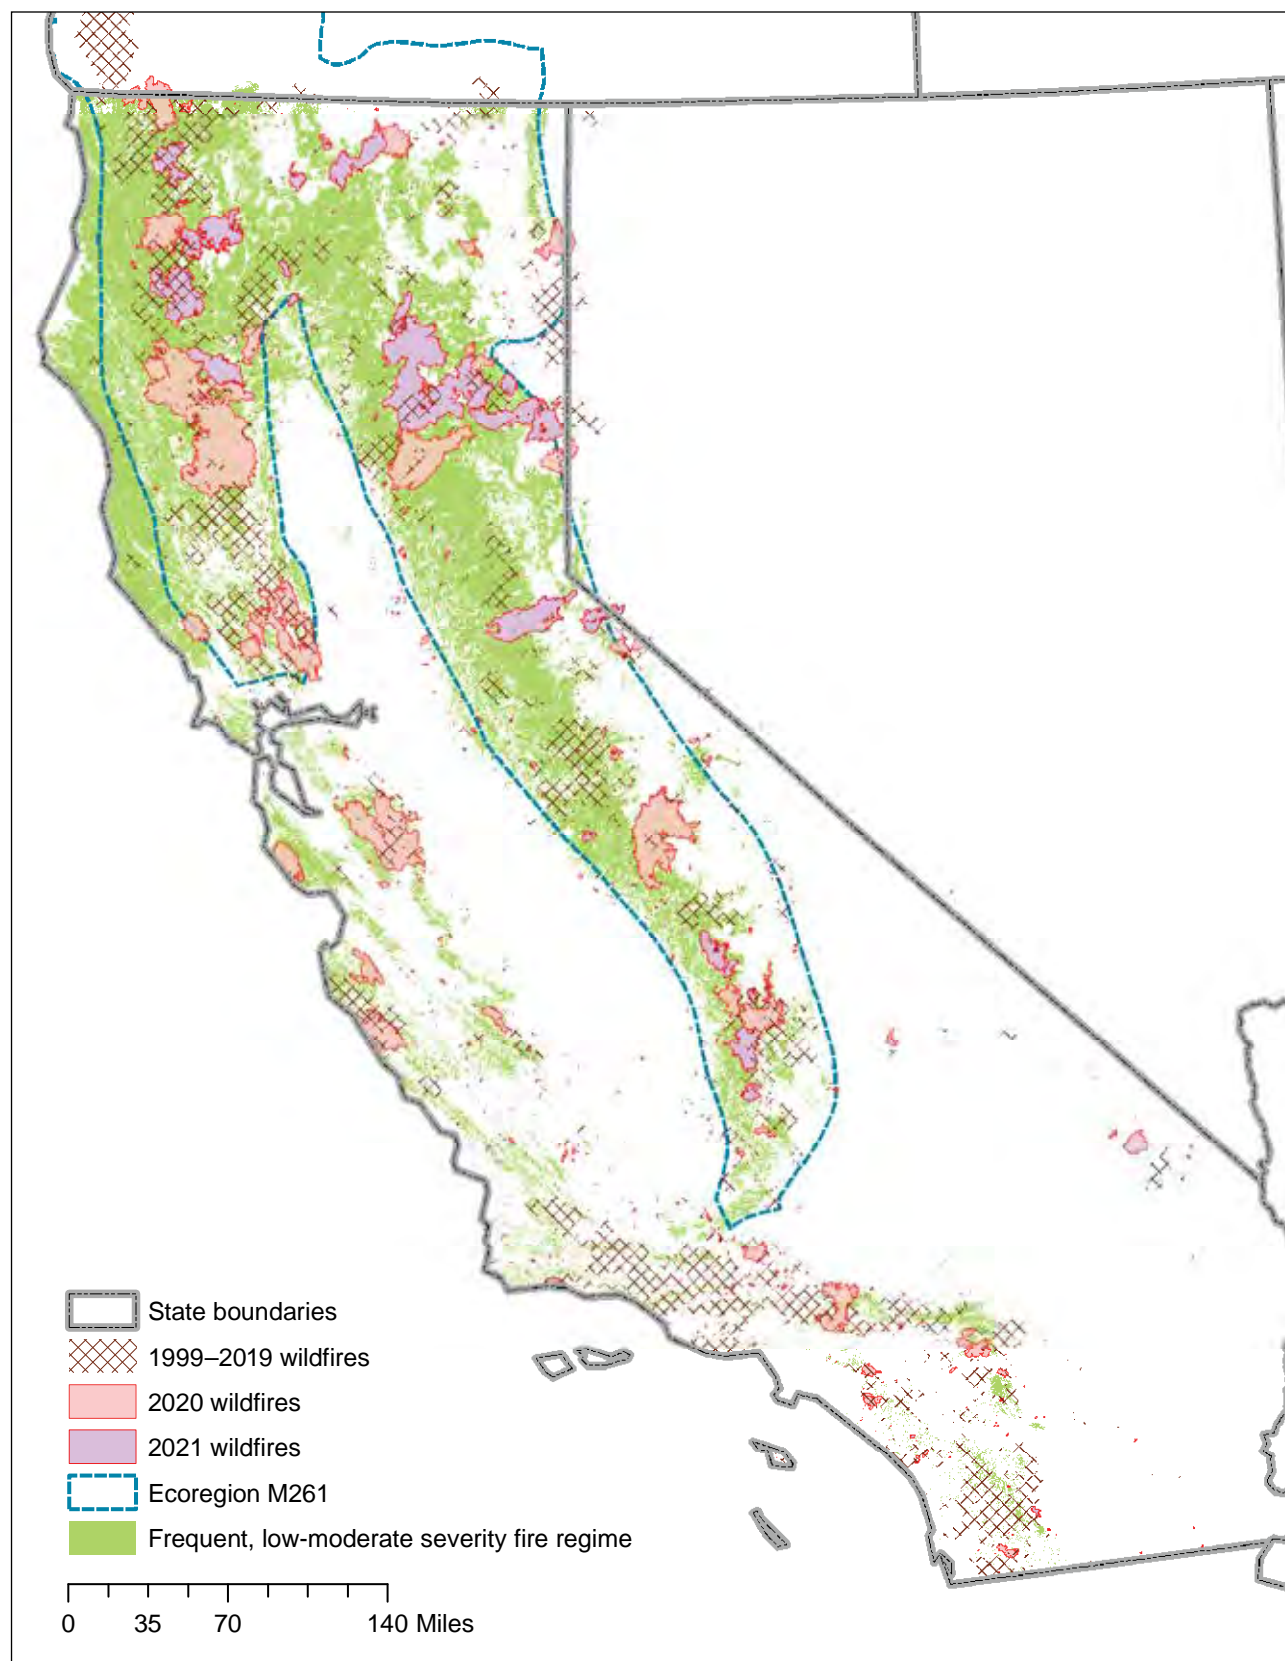 State boundaries
1999–2019 wildfires
2020 wildfires
2021 wildfires
Ecoregion M261
Frequent, low-moderate severity fire regime
0 35 70 140 Miles